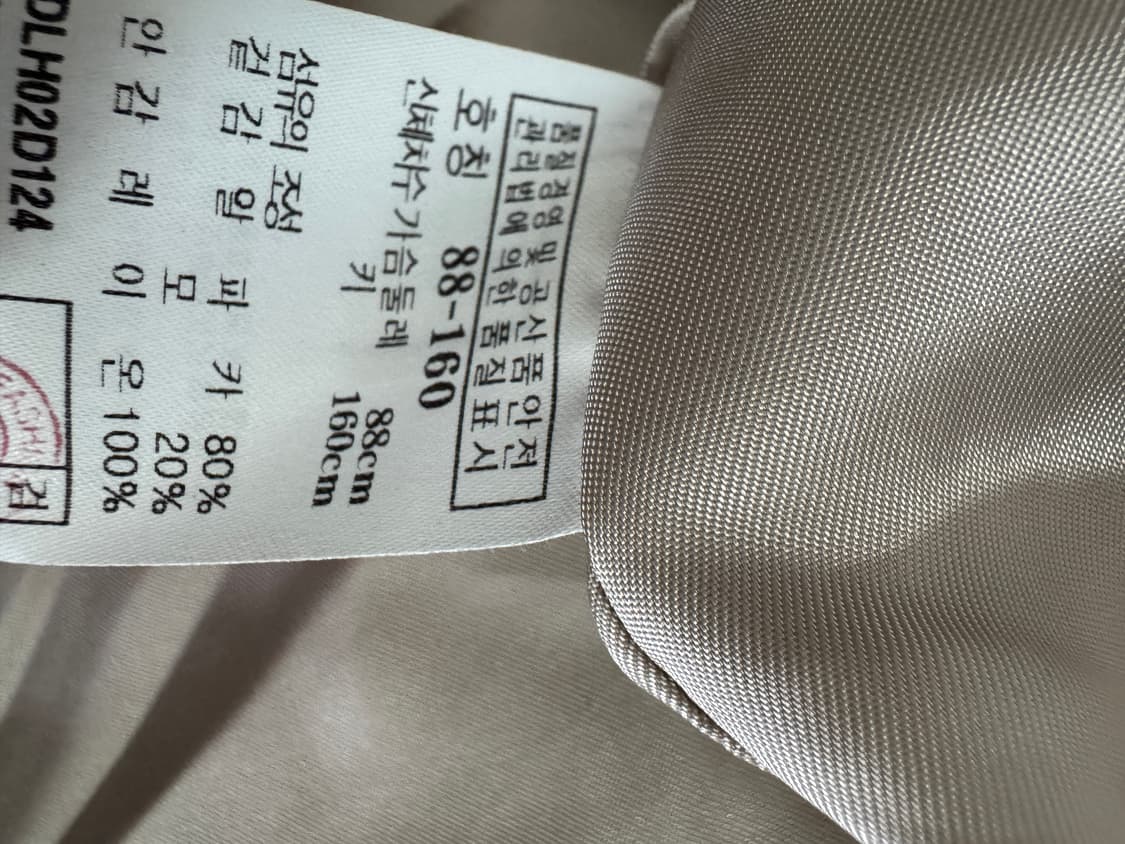 품질경영 및 공산품안전
관리법에 의한 품질표시
호칭 88-160
신체치수 가슴둘레 88cm
키 160cm
섬유의 조성
겉감 알파카 80%
모 20%
안감 레이온 100%
DLH02D124
검